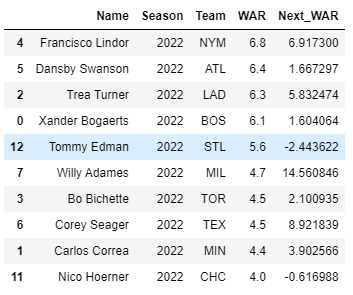 Name Season Team WAR Next_WAR
4 Francisco Lindor 2022 NYM 6.8 6.917300
5 Dansby Swanson 2022 ATL 6.4 1.667297
2 Trea Turner 2022 LAD 6.3 5.832474
0 Xander Bogaerts 2022 BOS 6.1 1.604064
12 Tommy Edman 2022 STL 5.6 -2.443622
7 Willy Adames 2022 MIL 4.7 14.560846
3 Bo Bichette 2022 TOR 4.5 2.100935
6 Corey Seager 2022 TEX 4.5 8.921839
1 Carlos Correa 2022 MIN 4.4 3.902566
11 Nico Hoerner 2022 CHC 4.0 -0.616988